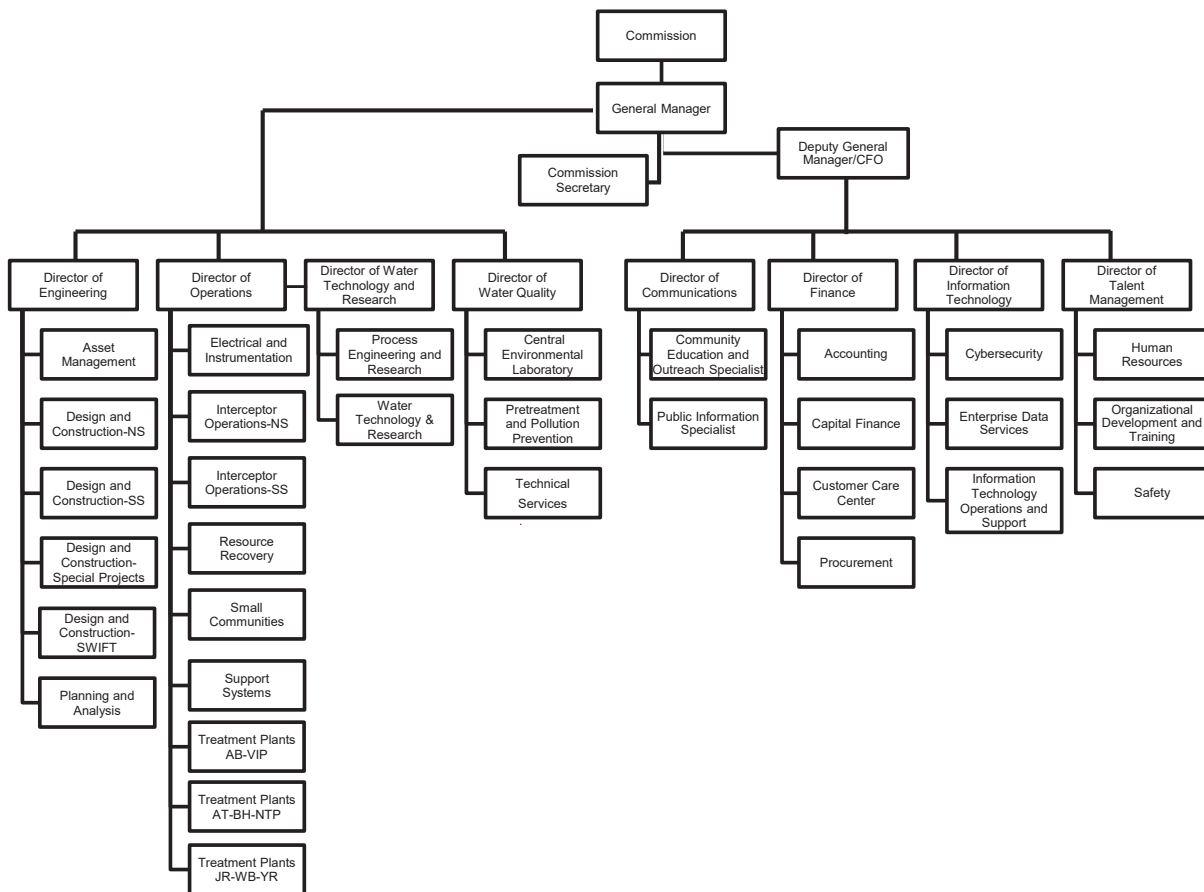 Commission
General Manager
Deputy General
Manager/CFO
Commission
Secretary
Director of
Engineering
Director of
Operations
Director of Water
Technology and
Research
Director of
Water Quality
Director of
Communications
Director of
Finance
Director of
Information
Technology
Director of
Talent
Management
Asset
Management
Design and
Construction-NS
Design and
Construction-SS
Design and
Construction-
Special Projects
Design and
Construction-
SWIFT
Planning and
Analysis
Electrical and
Instrumentation
Interceptor
Operations-NS
Interceptor
Operations-SS
Resource
Recovery
Small
Communities
Support
Systems
Treatment Plants
AB-VIP
Treatment Plants
AT-BH-NTP
Treatment Plants
JR-WB-YR
Process
Engineering and
Research
Water
Technology &
Research
Central
Environmental
Laboratory
Pretreatment
and Pollution
Prevention
Technical
Services
Community
Education and
Outreach Specialist
Public Information
Specialist
Accounting
Capital Finance
Customer Care
Center
Procurement
Cybersecurity
Enterprise Data
Services
Information
Technology
Operations and
Support
Human
Resources
Organizational
Development and
Training
Safety